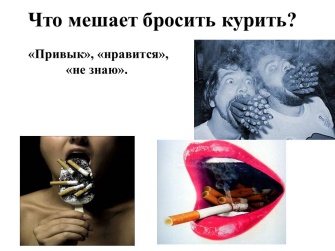 Что мешает бросить курить?
«Привык», «нравится»,
«не знаю».